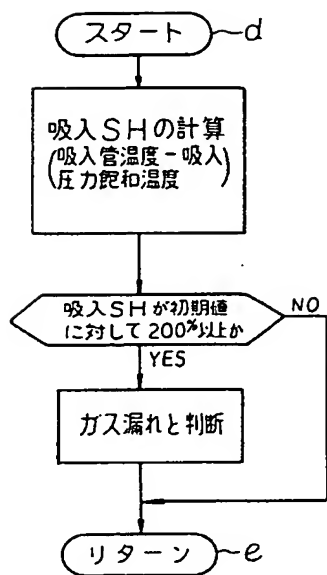 スタート d
吸入SHの計算
(吸入管温度-吸入
圧力飽和温度)
吸入SHが初期値
に対して200%以上か
NO
YES
ガス漏れと判断
リターン e